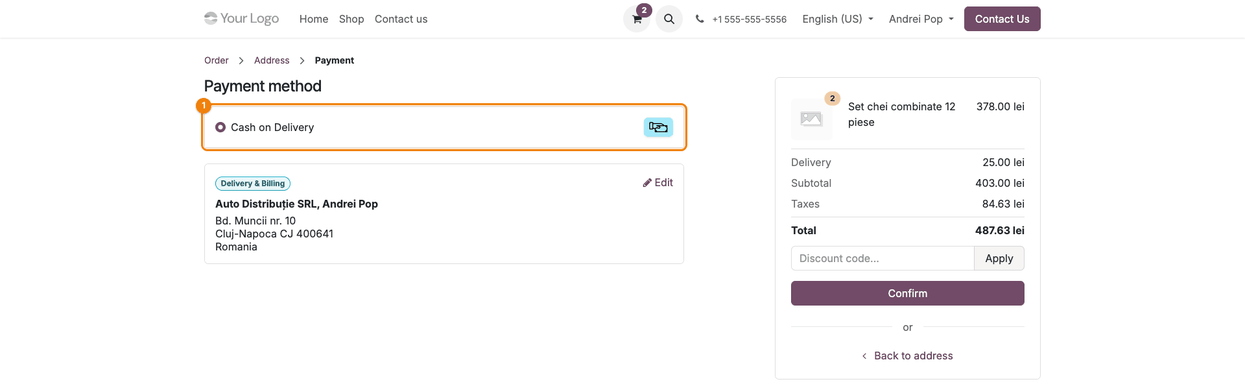 Your Logo
Home Shop Contact us
2
+1 555-555-5556
English (US)
Andrei Pop
Contact Us
Order > Address > Payment
Payment method
1
Cash on Delivery
Delivery & Billing
Edit
Auto Distribuție SRL, Andrei Pop
Bd. Muncii nr. 10
Cluj-Napoca CJ 400641
Romania
2
Set chei combinate 12 378.00 lei
piese
Delivery 25.00 lei
Subtotal 403.00 lei
Taxes 84.63 lei
Total 487.63 lei
Discount code... Apply
Confirm
or
< Back to address